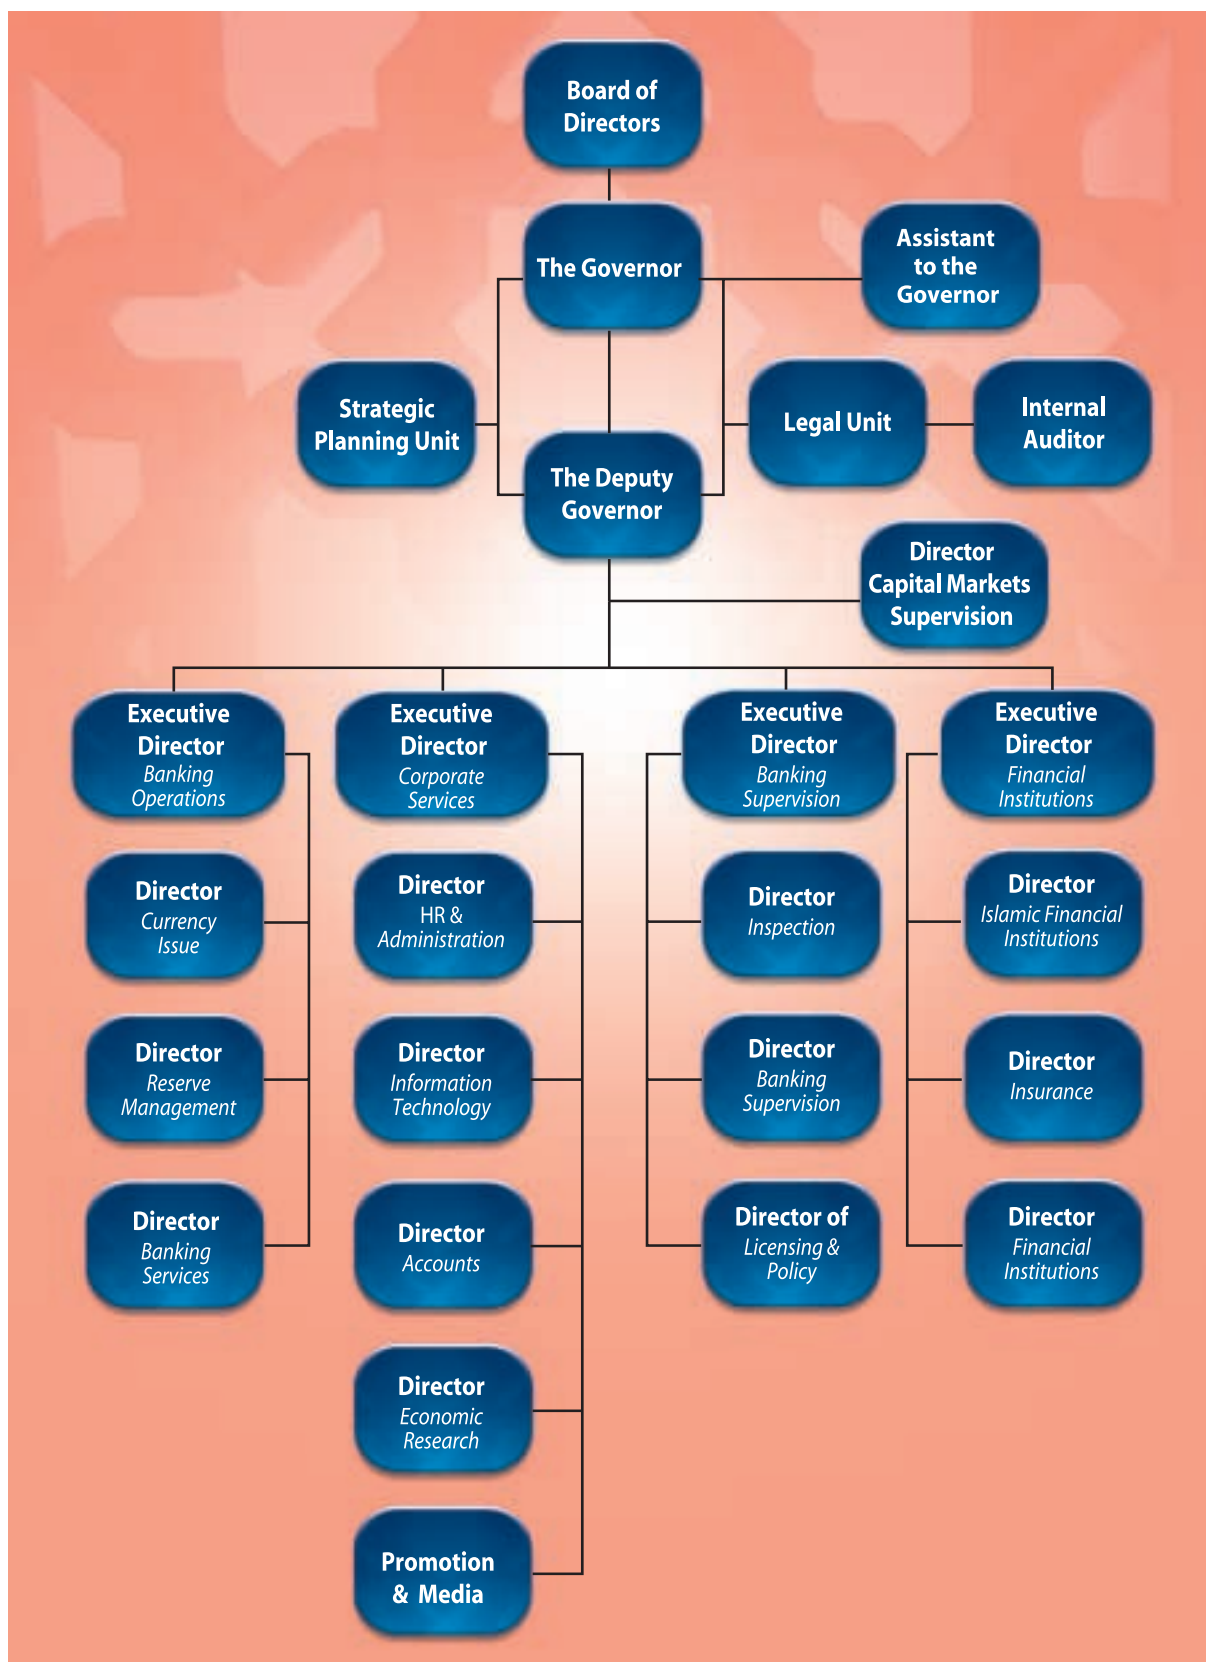 Board of
Directors
The Governor
Assistant
to the
Governor
Strategic
Planning Unit
Legal Unit
Internal
Auditor
The Deputy
Governor
Director
Capital Markets
Supervision
Executive
Director
Banking
Operations
Director
Currency
Issue
Director
Reserve
Management
Director
Banking
Services
Executive
Director
Corporate
Services
Director
HR &
Administration
Director
Information
Technology
Director
Accounts
Director
Economic
Research
Promotion
& Media
Executive
Director
Banking
Supervision
Director
Inspection
Director
Banking
Supervision
Director of
Licensing &
Policy
Executive
Director
Financial
Institutions
Director
Islamic Financial
Institutions
Director
Insurance
Director
Financial
Institutions